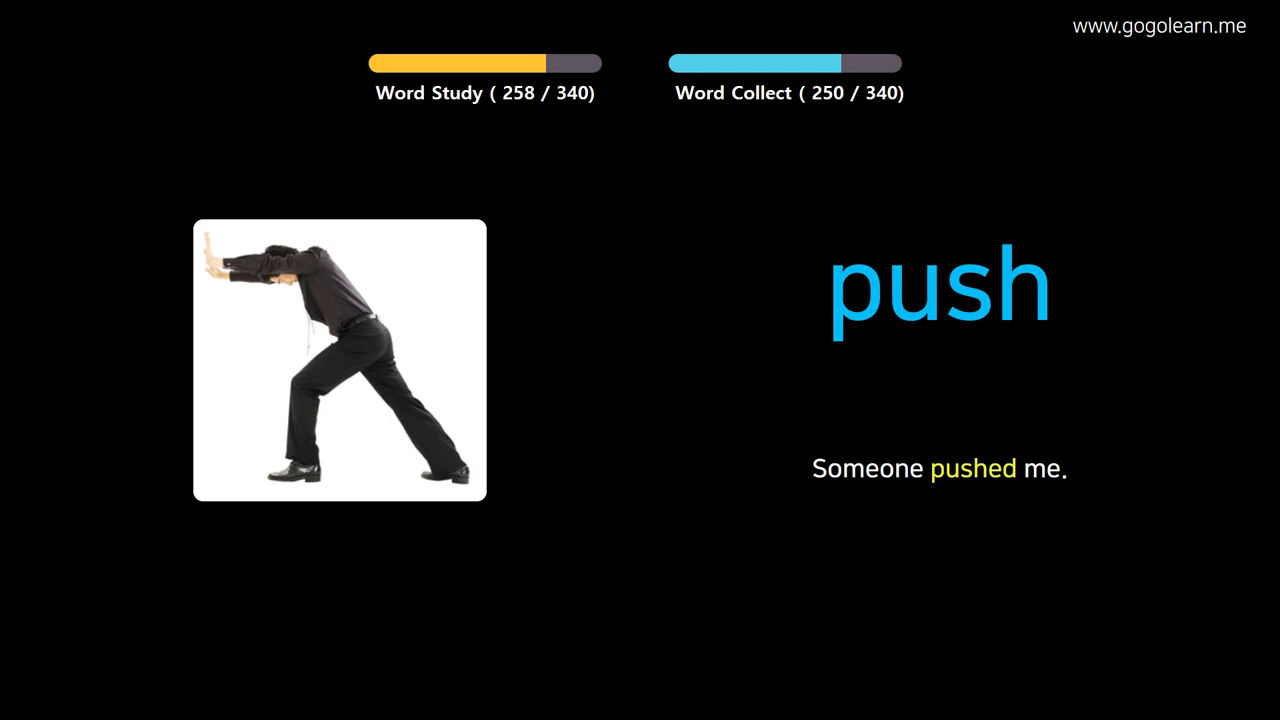 www.gogolearn.me
Word Study ( 258 / 340)
Word Collect ( 250 / 340)
push
Someone pushed me.